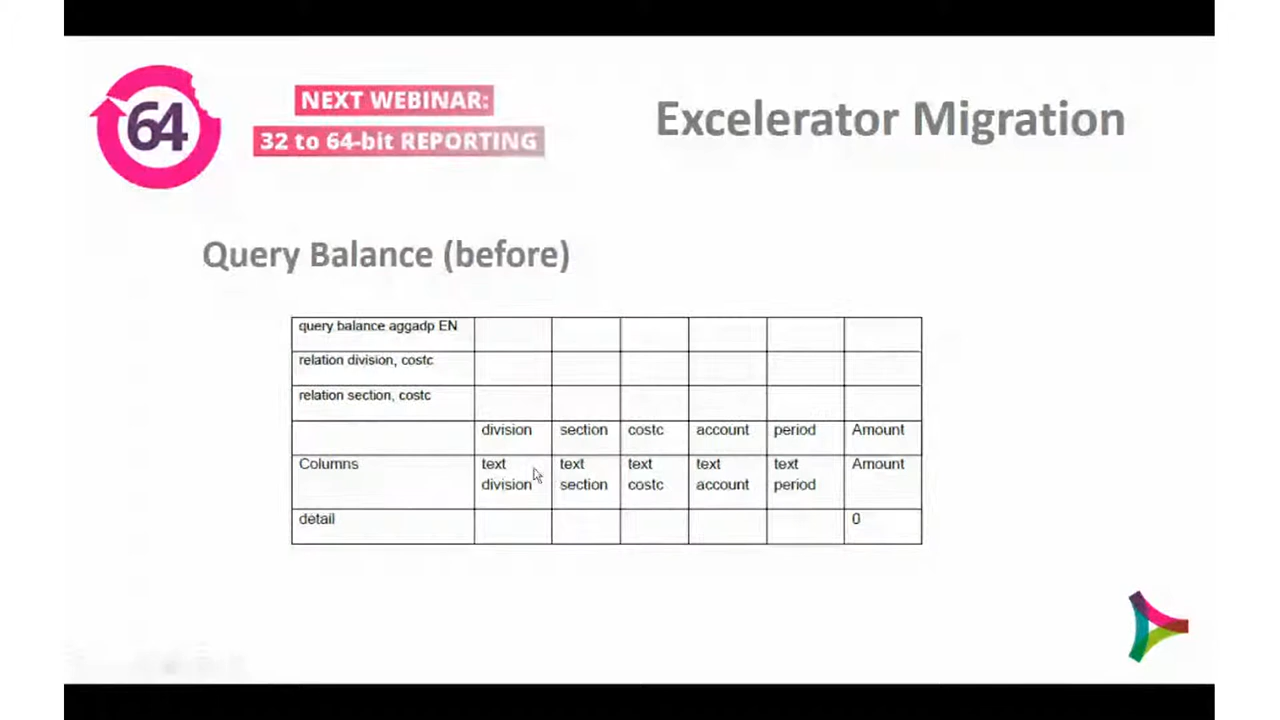 64
NEXT WEBINAR:
32 to 64-bit REPORTING
Excelerator Migration
Query Balance (before)
query balance aggadp EN
relation division, costc
relation section, costc
division section costc account period Amount
Columns text text text text text Amount
division section costc account period
detail 0